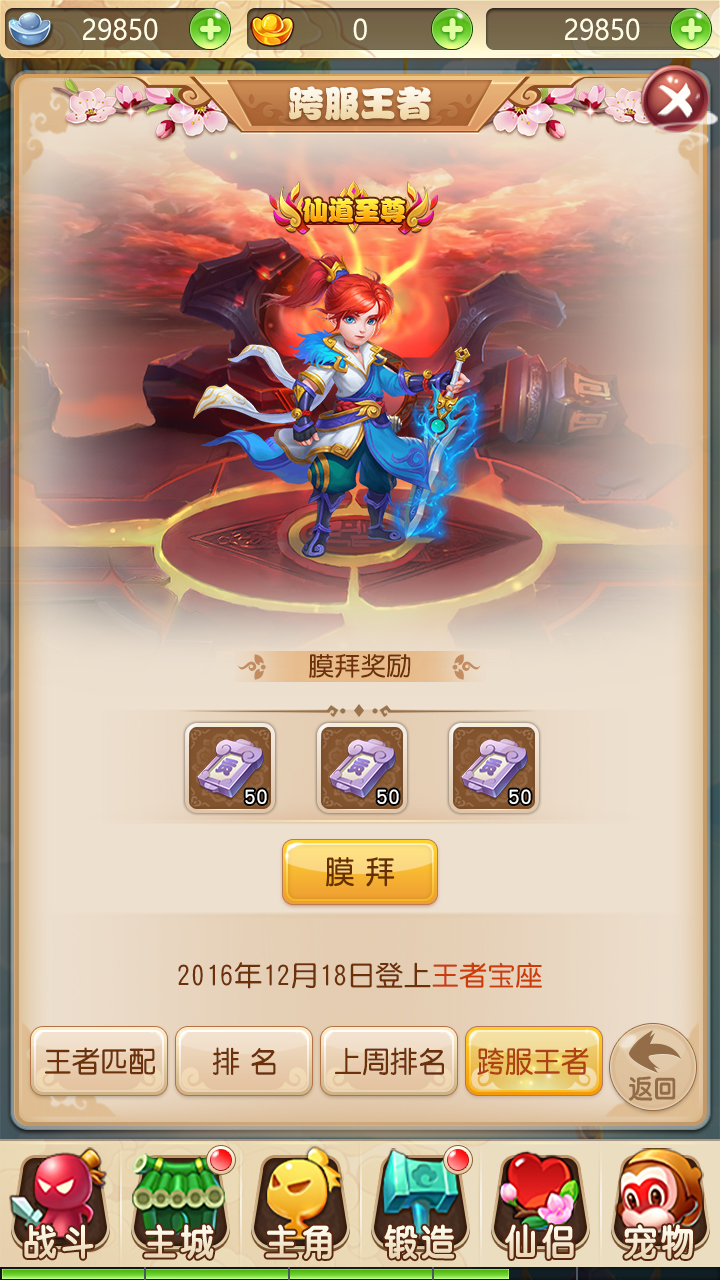 29850
0
29850
跨服王者
仙道至尊
膜拜奖励
50
50
50
膜拜
2016年12月18日登上王者宝座
王者匹配
排名
上周排名
跨服王者
返回
战斗
主城
主角
锻造
仙侣
宠物